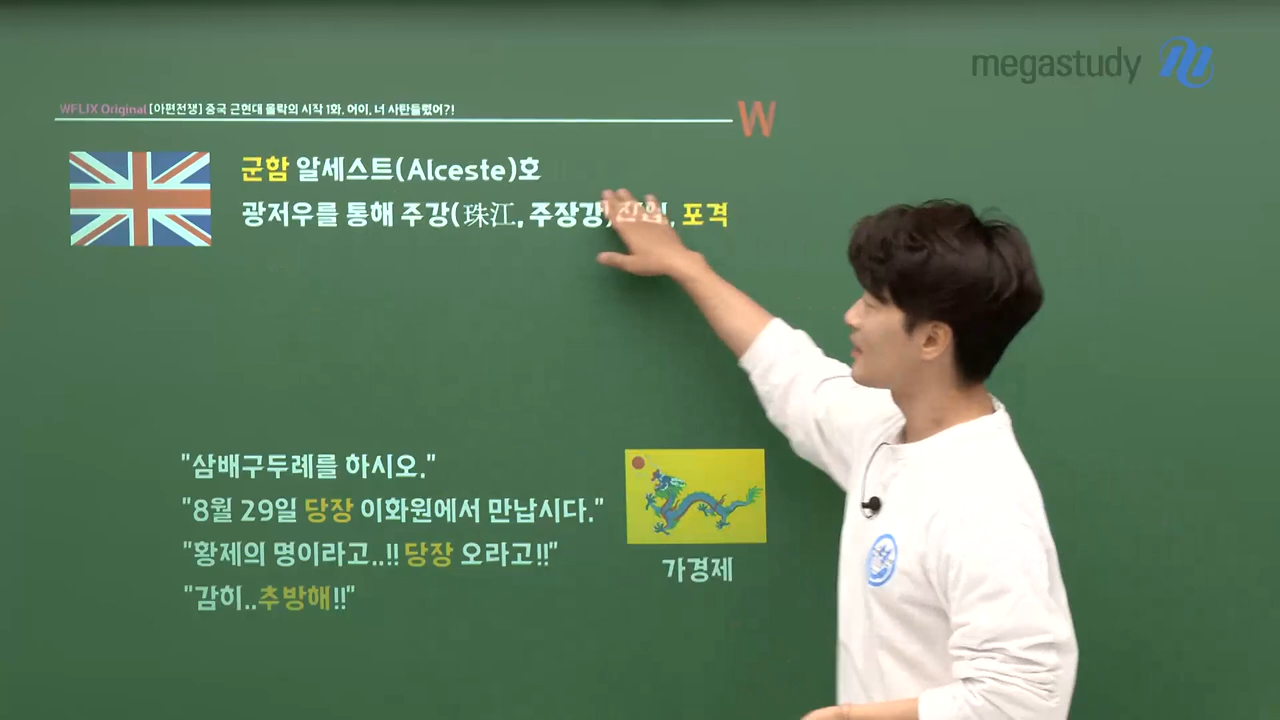 megastudy
WFLIX Original [아편전쟁] 중국 근현대 몰락의 시작 1화. 어이, 너 사탄들렸어?!
W
군함 알세스트(Alceste)호
광저우를 통해 주강(珠江, 주장강) 진입, 포격
"삼배구두례를 하시오."
"8월 29일 당장 이화원에서 만납시다."
"황제의 명이라고..!! 당장 오라고!!"
"감히..추방해!!"
가경제